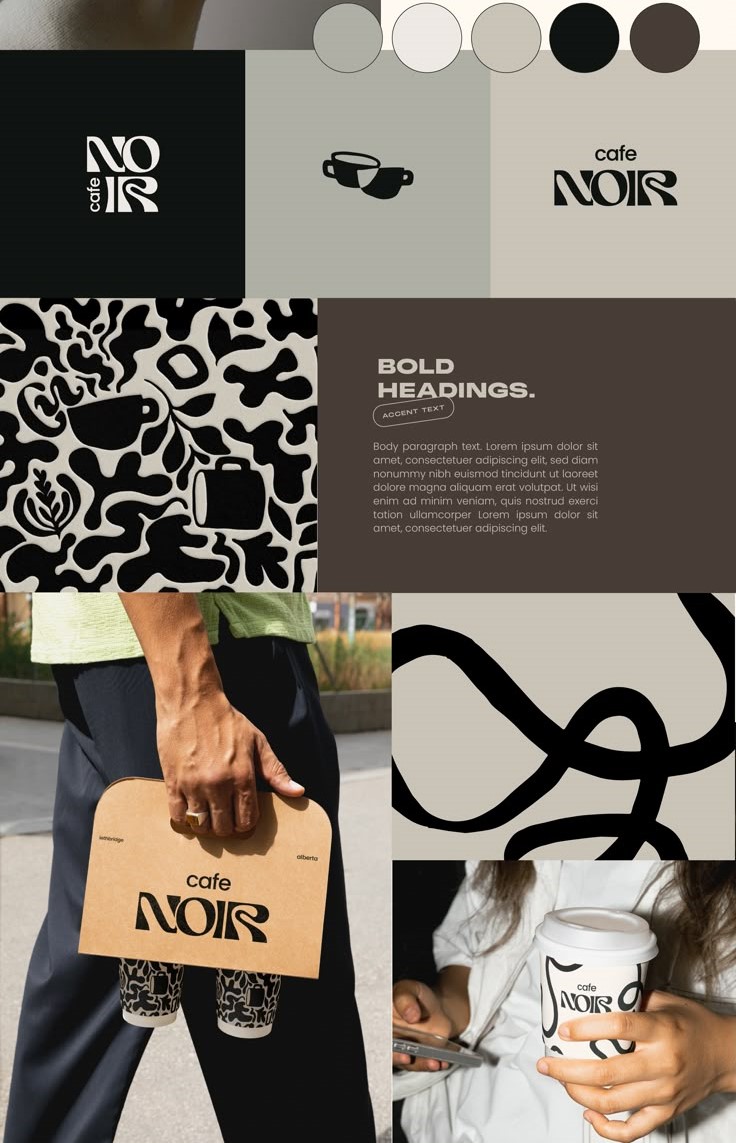 NO
cafe IR
cafe
NOIR
BOLD
HEADINGS.
ACCENT TEXT
Body paragraph text. Lorem ipsum dolor sit
amet, consectetuer adipiscing elit, sed diam
nonummy nibh euismod tincidunt ut laoreet
dolore magna aliquam erat volutpat. Ut wisi
enim ad minim veniam, quis nostrud exerci
tation ullamcorper Lorem ipsum dolor sit
amet, consectetuer adipiscing elit.
lethbridge
alberta
cafe
NOIR
cafe
NOIR